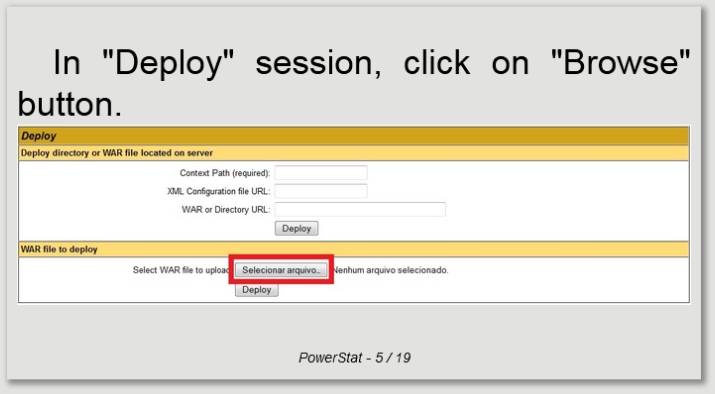 In "Deploy" session, click on "Browse"
button.
Deploy
Deploy directory or WAR file located on server
Context Path (required):
XML Configuration file URL:
WAR or Directory URL:
Deploy
WAR file to deploy
Select WAR file to upload Selecionar arquivo.. Nenhum arquivo selecionado.
Deploy
PowerStat - 5 / 19